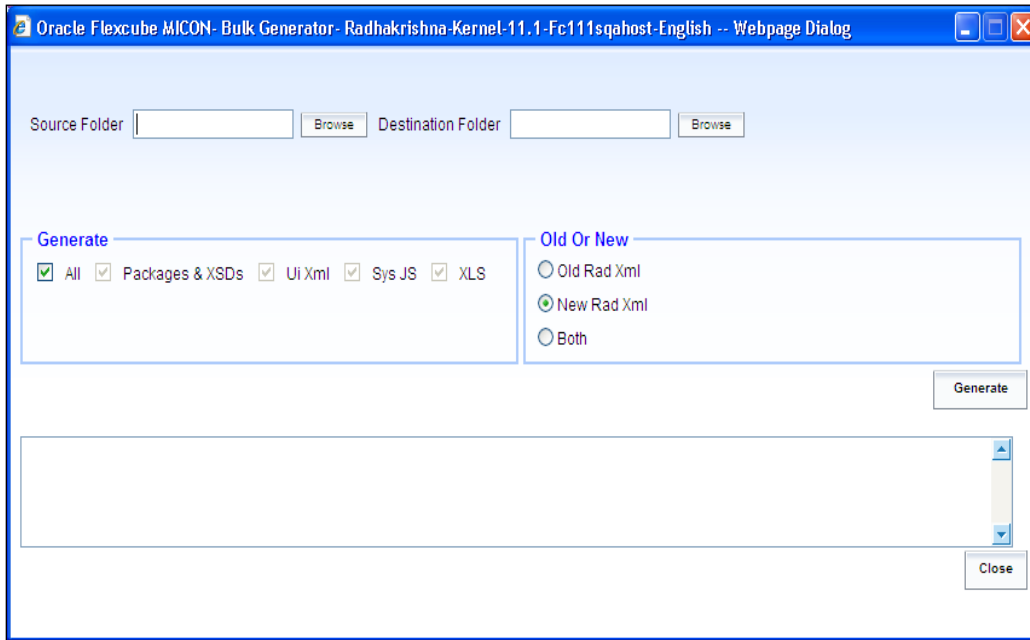 Oracle Flexcube MICON- Bulk Generator- Radhakrishna-Kernel-11.1-Fc111sqahost-English -- Webpage Dialog
Source Folder Browse Destination Folder Browse
Generate
All Packages & XSDs Ui Xml Sys JS XLS
Old Or New
Old Rad Xml
New Rad Xml
Both
Generate
Close